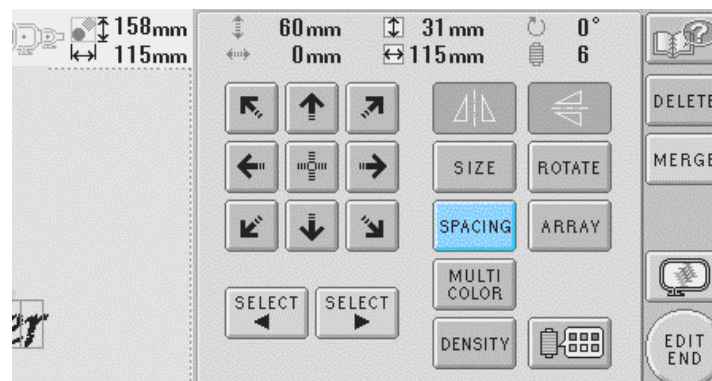 158mm 60mm 31mm 0°
115mm 0mm 115mm 6
DELETE
SIZE ROTATE MERGE
SPACING ARRAY
MULTI
COLOR
SELECT SELECT
DENSITY
EDIT
END